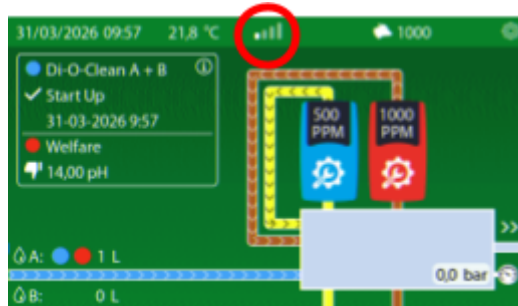 31/03/2026 09:57 21,8 °C 1000
Di-O-Clean A + B
Start Up
31-03-2026 9:57
Welfare
14,00 pH
500 PPM
1000 PPM
A: 1 L
0,0 bar
B: 0 L